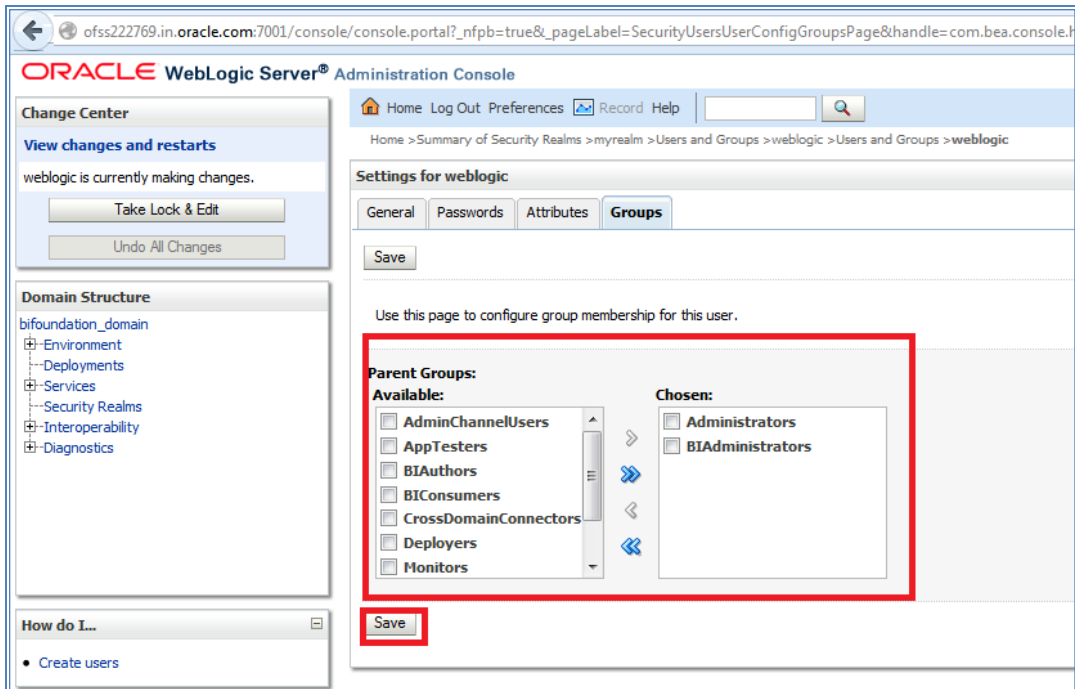 ofss222769.in.oracle.com:7001/console/console.portal?_nfpb=true&_pageLabel=SecurityUsersUserConfigGroupsPage&handle=com.bea.console.h
ORACLE WebLogic Server® Administration Console
Change Center
View changes and restarts
weblogic is currently making changes.
Take Lock & Edit
Undo All Changes
Domain Structure
bifoundation_domain
Environment
Deployments
Services
Security Realms
Interoperability
Diagnostics
How do I...
Create users
Home Log Out Preferences Record Help
Home >Summary of Security Realms >myrealm >Users and Groups >weblogic >Users and Groups >weblogic
Settings for weblogic
General Passwords Attributes Groups
Save
Use this page to configure group membership for this user.
Parent Groups:
Available:
AdminChannelUsers
AppTesters
BIAuthors
BIConsumers
CrossDomainConnectors
Deployers
Monitors
Chosen:
Administrators
BIAdministrators
Save